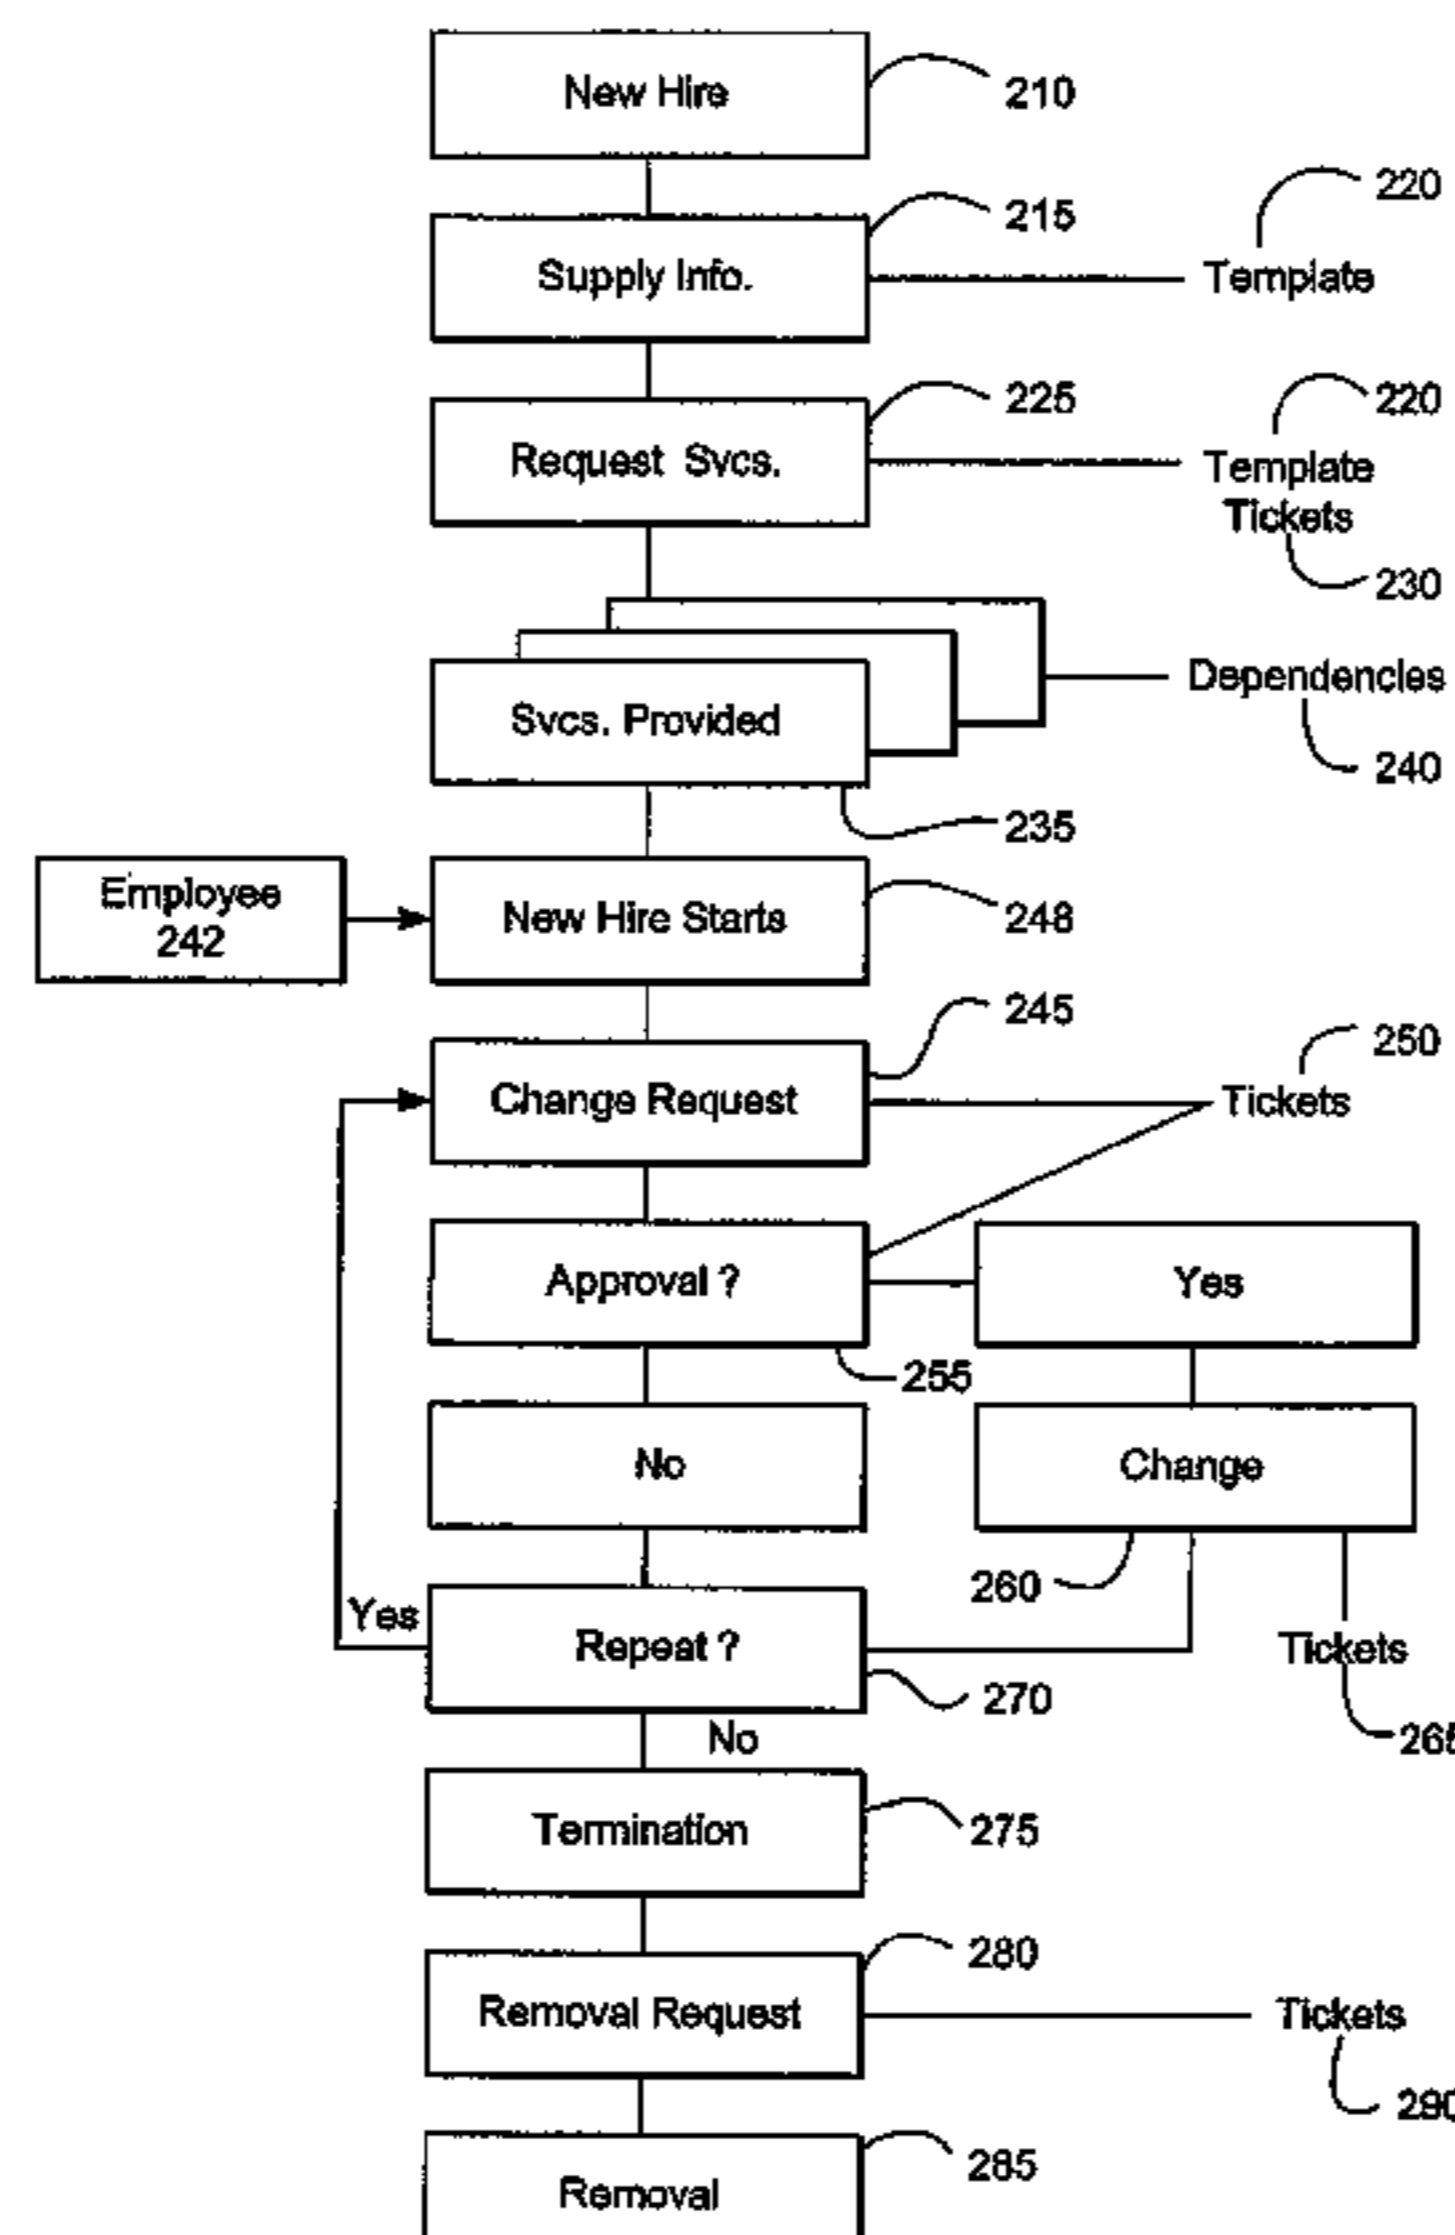 New Hire
210
220
215
Supply Info.
Template
225
220
Request Svcs.
Template
Tickets
230
Dependencies
Svcs. Provided
240
235
Employee
242
New Hire Starts
248
245
250
Change Request
Tickets
Approval ?
Yes
255
No
Change
260
Yes
Repeat ?
Tickets
270
No
265
Termination
275
280
Removal Request
Tickets
290
285
Removal